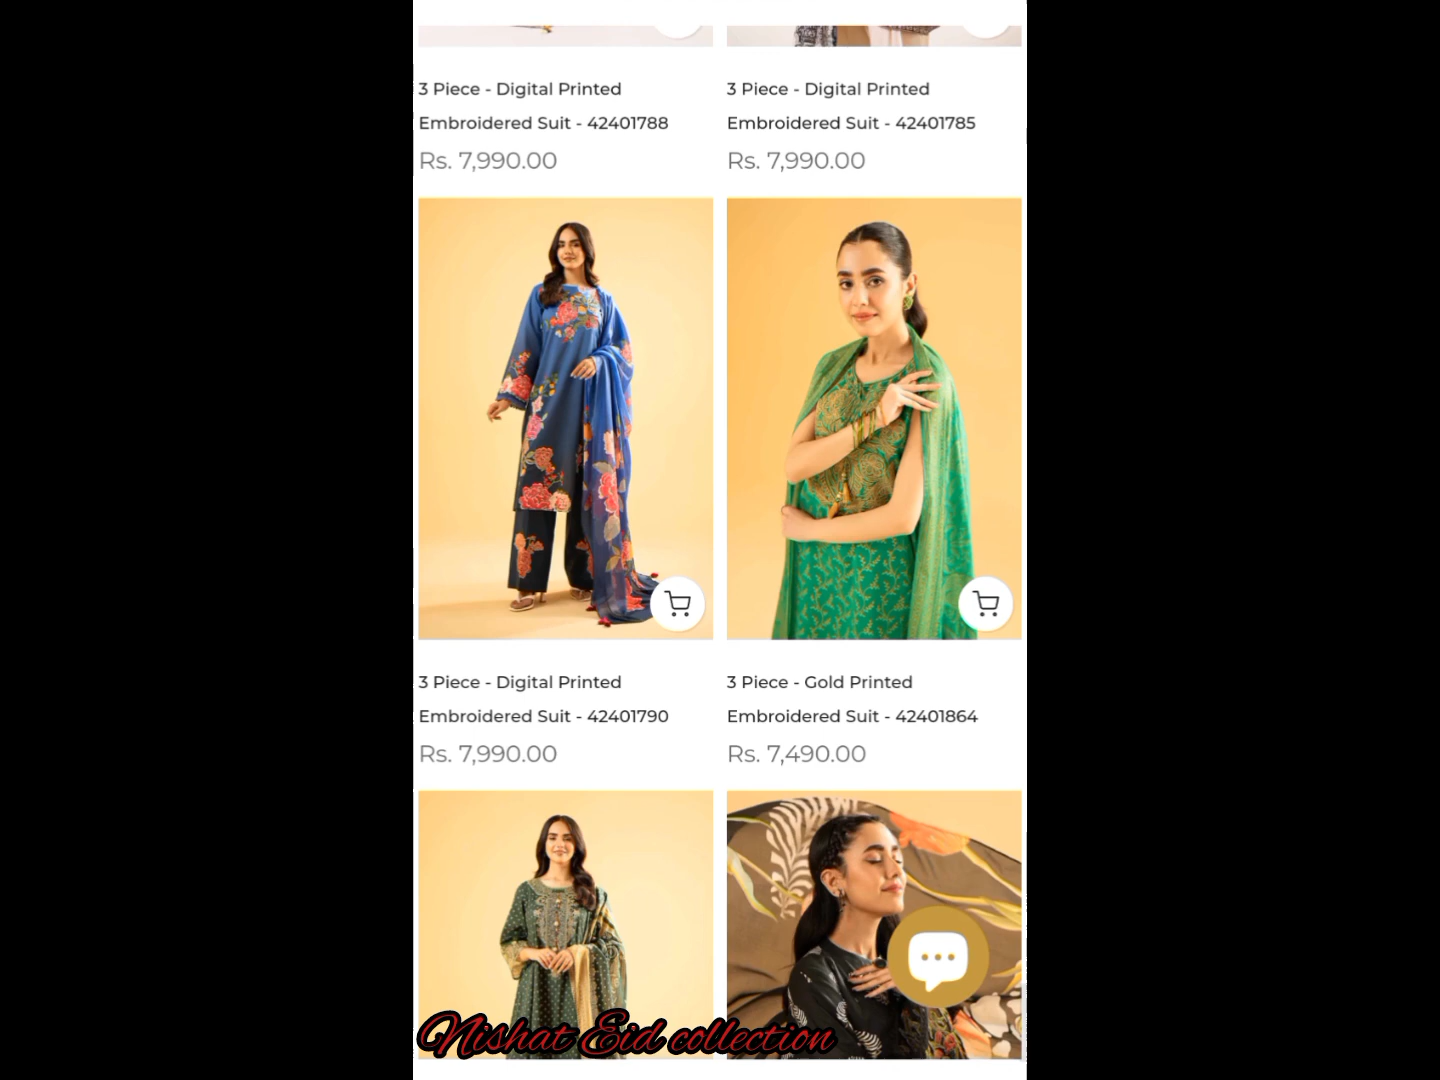 3 Piece - Digital Printed
Embroidered Suit - 42401788
Rs. 7,990.00
3 Piece - Digital Printed
Embroidered Suit - 42401785
Rs. 7,990.00
3 Piece - Digital Printed
Embroidered Suit - 42401790
Rs. 7,990.00
3 Piece - Gold Printed
Embroidered Suit - 42401864
Rs. 7,490.00
Nishat Eid collection